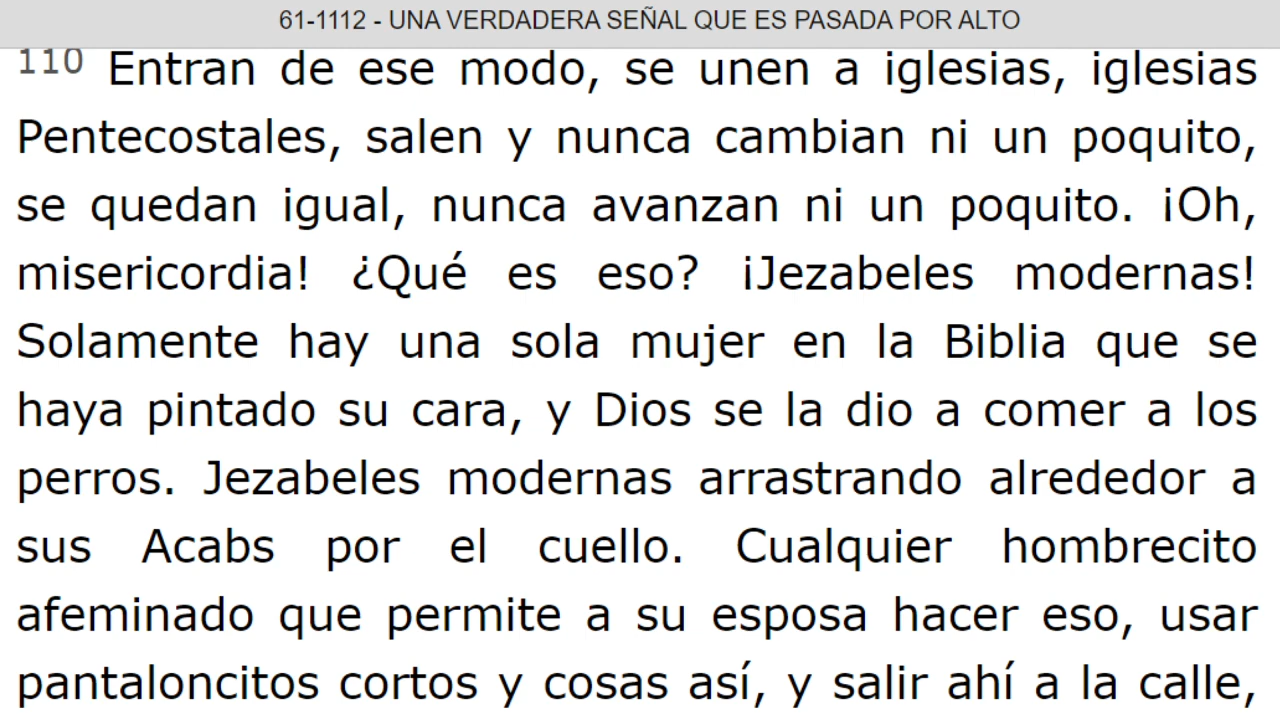 61-1112 - UNA VERDADERA SEÑAL QUE ES PASADA POR ALTO
110 Entran de ese modo, se unen a iglesias, iglesias
Pentecostales, salen y nunca cambian ni un poquito,
se quedan igual, nunca avanzan ni un poquito. ¡Oh,
misericordia! ¿Qué es eso? ¡Jezabeles modernas!
Solamente hay una sola mujer en la Biblia que se
haya pintado su cara, y Dios se la dio a comer a los
perros. Jezabeles modernas arrastrando alrededor a
sus Acabs por el cuello. Cualquier hombrecito
afeminado que permite a su esposa hacer eso, usar
pantaloncitos cortos y cosas así, y salir ahí a la calle,